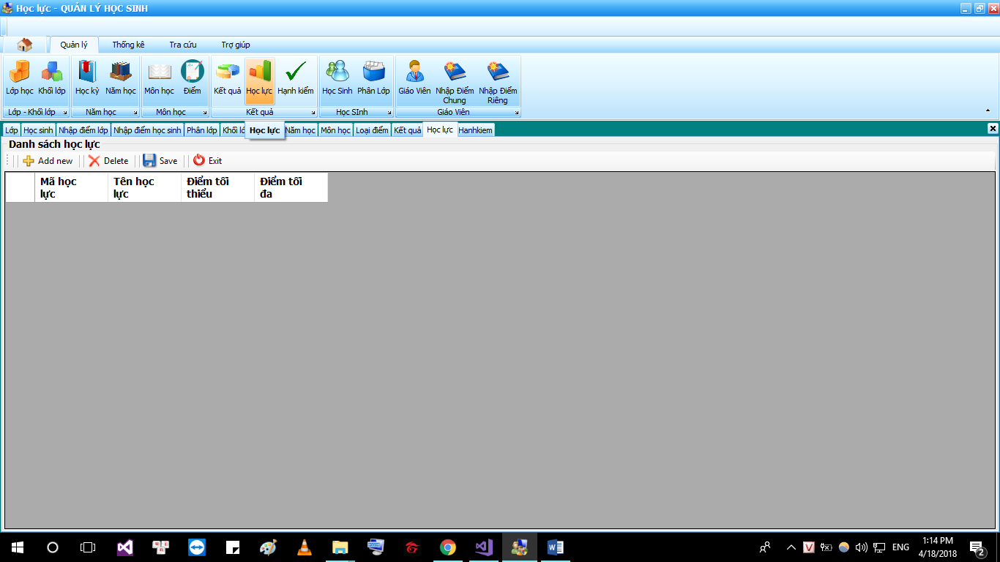 Học lực - QUẢN LÝ HỌC SINH
Quản lý Thống kê Tra cứu Trợ giúp
Lớp học Khối lớp Học kỳ Năm học Môn học Điểm Kết quả Học lực Hạnh kiểm Học Sinh Phân Lớp Giáo Viên Nhập Điểm Chung Nhập Điểm Riêng
Lớp - Khối lớp Năm học Môn học Kết quả Học SInh Giáo Viên
Lớp Học sinh Nhập điểm lớp Nhập điểm học sinh Phân lớp Khối Học lực Năm học Môn học Loại điểm Kết quả Học lực Hanhkiem
Danh sách học lực
Add new Delete Save Exit
Mã học lực Tên học lực Điểm tối thiểu Điểm tối đa
ENG
1:14 PM
4/18/2018
2